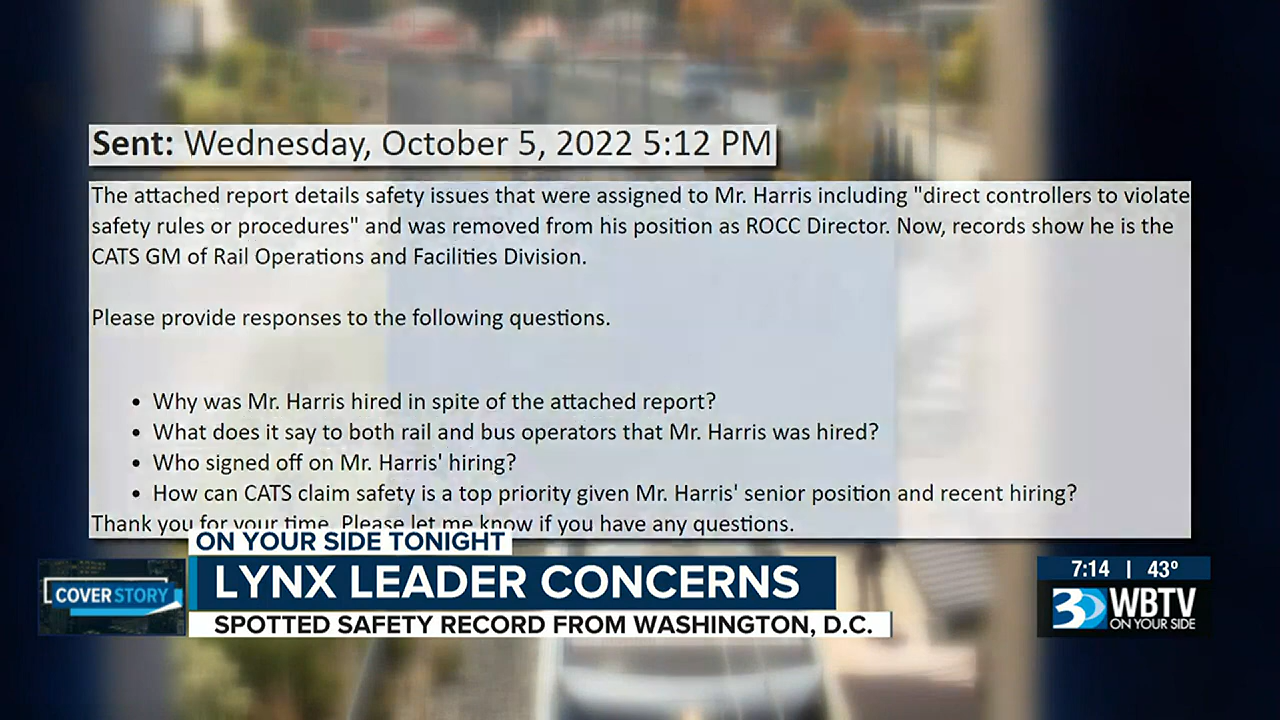 Sent: Wednesday, October 5, 2022 5:12 PM
The attached report details safety issues that were assigned to Mr. Harris including "direct controllers to violate
safety rules or procedures" and was removed from his position as ROCC Director. Now, records show he is the
CATS GM of Rail Operations and Facilities Division.
Please provide responses to the following questions.
• Why was Mr. Harris hired in spite of the attached report?
• What does it say to both rail and bus operators that Mr. Harris was hired?
• Who signed off on Mr. Harris' hiring?
• How can CATS claim safety is a top priority given Mr. Harris' senior position and recent hiring?
Thank you for your time. Please let me know if you have any questions.
ON YOUR SIDE TONIGHT
COVER STORY
LYNX LEADER CONCERNS
SPOTTED SAFETY RECORD FROM WASHINGTON, D.C.
7:14 | 43°
3 WBTV
ON YOUR SIDE